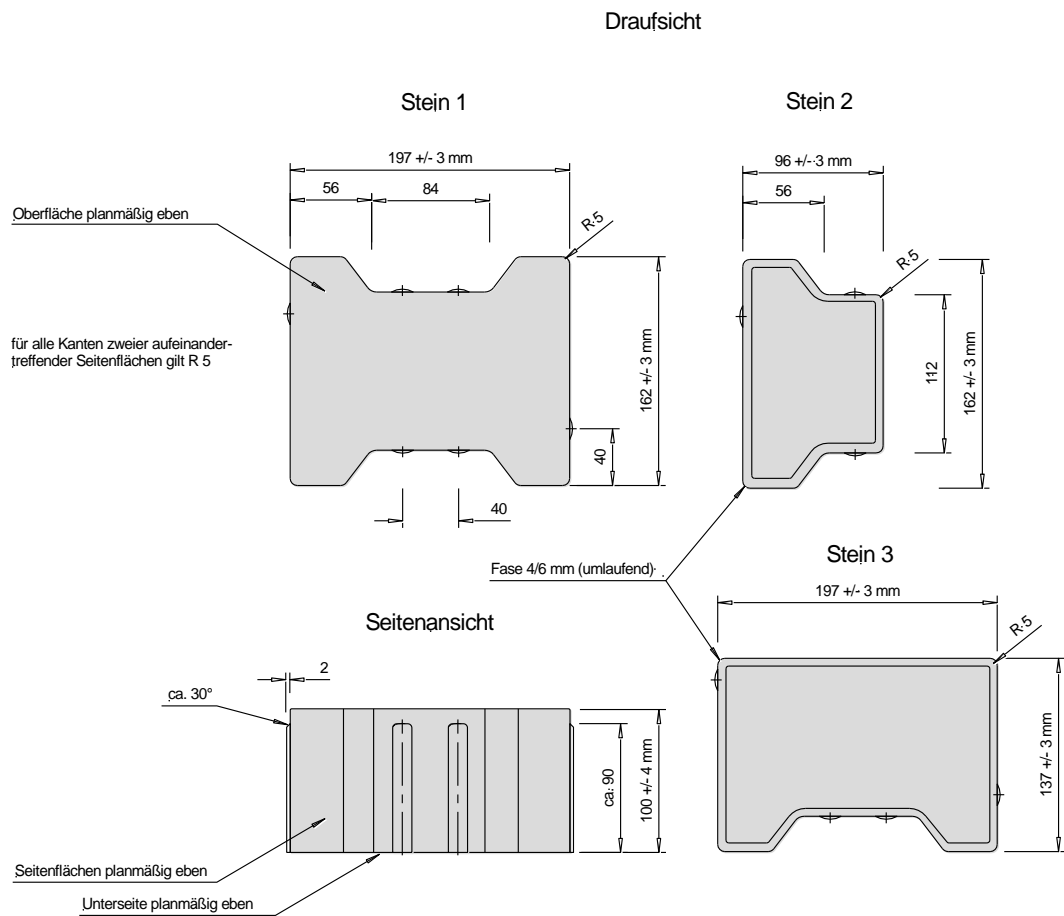 Draufsicht
Stein 1
Stein 2
197 +/- 3 mm
96 +/- 3 mm
56
84
56
Oberfläche planmäßig eben
R 5
R 5
für alle Kanten zweier aufeinander-
treffender Seitenflächen gilt R 5
162 +/- 3 mm
112
162 +/- 3 mm
40
40
Fase 4/6 mm (umlaufend)
Stein 3
197 +/- 3 mm
Seitenansicht
R 5
2
ca. 30°
ca. 90
100 +/- 4 mm
137 +/- 3 mm
Seitenflächen planmäßig eben
Unterseite planmäßig eben